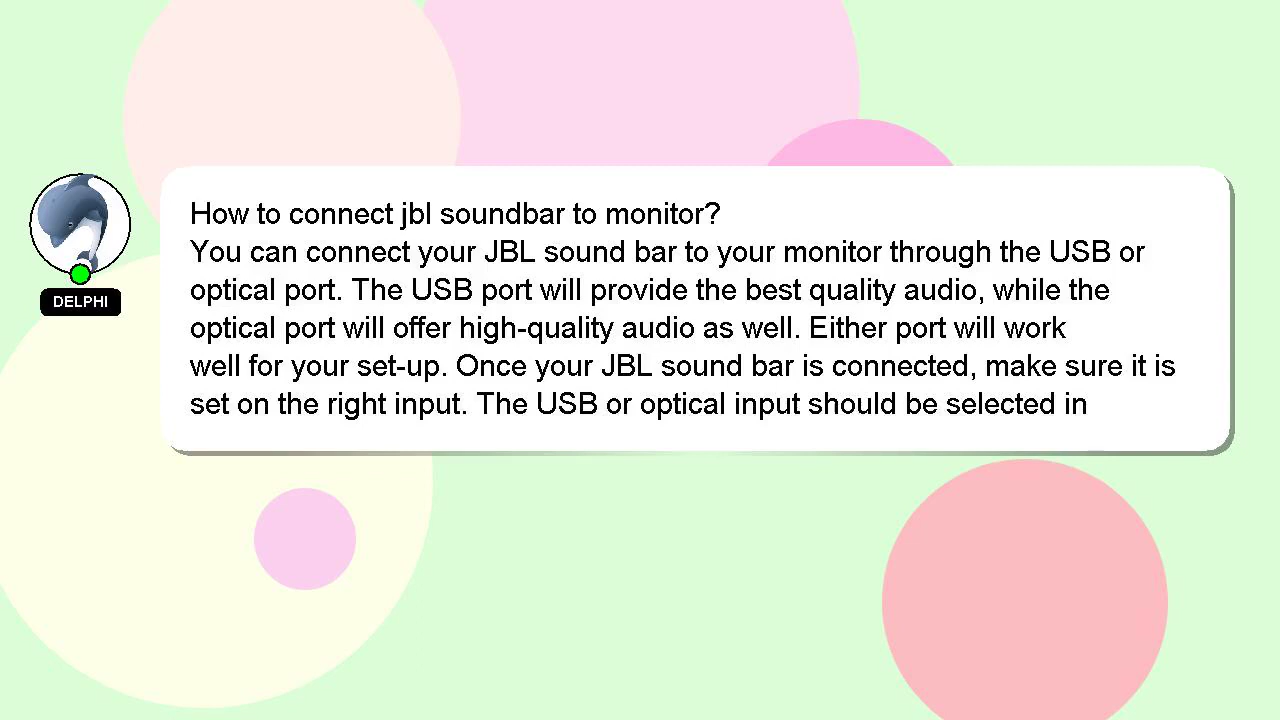 How to connect jbl soundbar to monitor?
You can connect your JBL sound bar to your monitor through the USB or
optical port. The USB port will provide the best quality audio, while the
optical port will offer high-quality audio as well. Either port will work
well for your set-up. Once your JBL sound bar is connected, make sure it is
set on the right input. The USB or optical input should be selected in
DELPHI